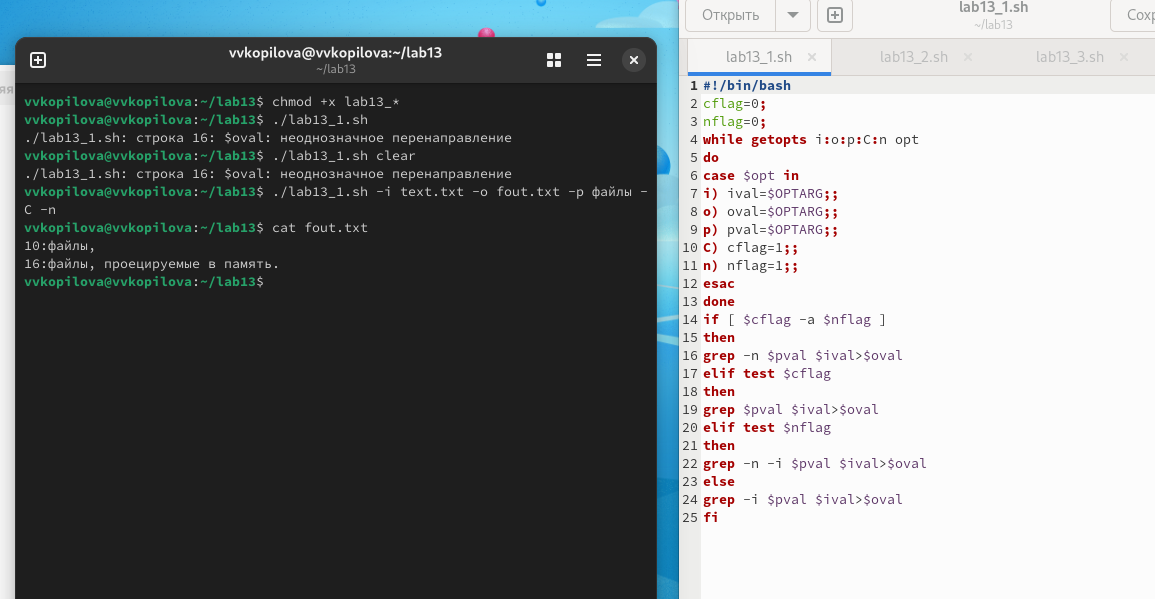 vvkopilova@vvkopilova:~/lab13
~/lab13
vvkopilova@vvkopilova:~/lab13$ chmod +x lab13_*
vvkopilova@vvkopilova:~/lab13$ ./lab13_1.sh
./lab13_1.sh: строка 16: $oval: неоднозначное перенаправление
vvkopilova@vvkopilova:~/lab13$ ./lab13_1.sh clear
./lab13_1.sh: строка 16: $oval: неоднозначное перенаправление
vvkopilova@vvkopilova:~/lab13$ ./lab13_1.sh -i text.txt -o fout.txt -p файлы -
C -n
vvkopilova@vvkopilova:~/lab13$ cat fout.txt
10:файлы,
16:файлы, проецируемые в память.
vvkopilova@vvkopilova:~/lab13$
Открыть
lab13_1.sh
~/lab13
Сох
lab13_1.sh
lab13_2.sh
lab13_3.sh
1 #!/bin/bash
2 cflag=0;
3 nflag=0;
4 while getopts i:o:p:C:n opt
5 do
6 case $opt in
7 i) ival=$OPTARG;;
8 o) oval=$OPTARG;;
9 p) pval=$OPTARG;;
10 C) cflag=1;;
11 n) nflag=1;;
12 esac
13 done
14 if [ $cflag -a $nflag ]
15 then
16 grep -n $pval $ival>$oval
17 elif test $cflag
18 then
19 grep $pval $ival>$oval
20 elif test $nflag
21 then
22 grep -n -i $pval $ival>$oval
23 else
24 grep -i $pval $ival>$oval
25 fi